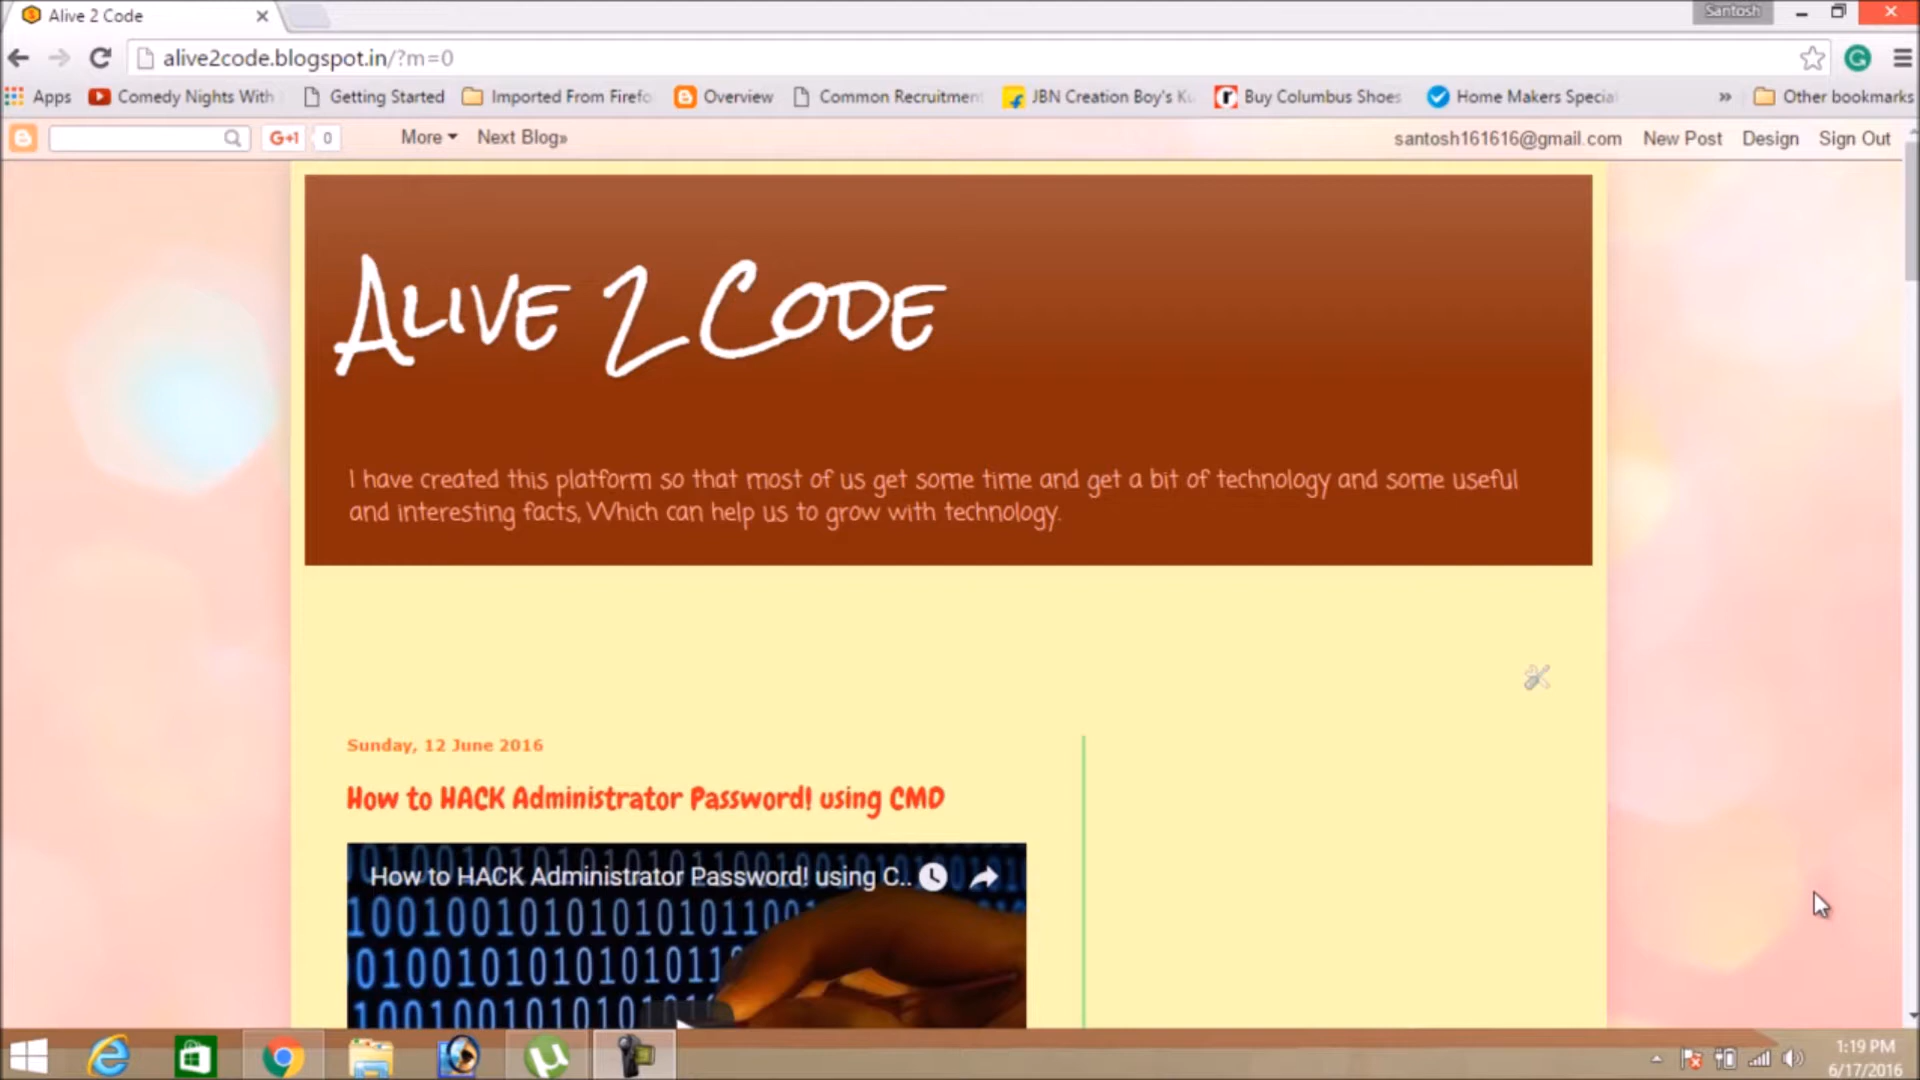 Alive 2 Code
Santosh
alive2code.blogspot.in/?m=0
Apps Comedy Nights With Getting Started Imported From Firefo Overview Common Recruitment JBN Creation Boy's Ku Buy Columbus Shoes Home Makers Special » Other bookmarks
G+1 0 More Next Blog» santosh161616@gmail.com New Post Design Sign Out
Alive 2 Code
I have created this platform so that most of us get some time and get a bit of technology and some useful
and interesting facts, Which can help us to grow with technology.
Sunday, 12 June 2016
How to HACK Administrator Password! using CMD
How to HACK Administrator Password! using C..
1:19 PM
6/17/2016